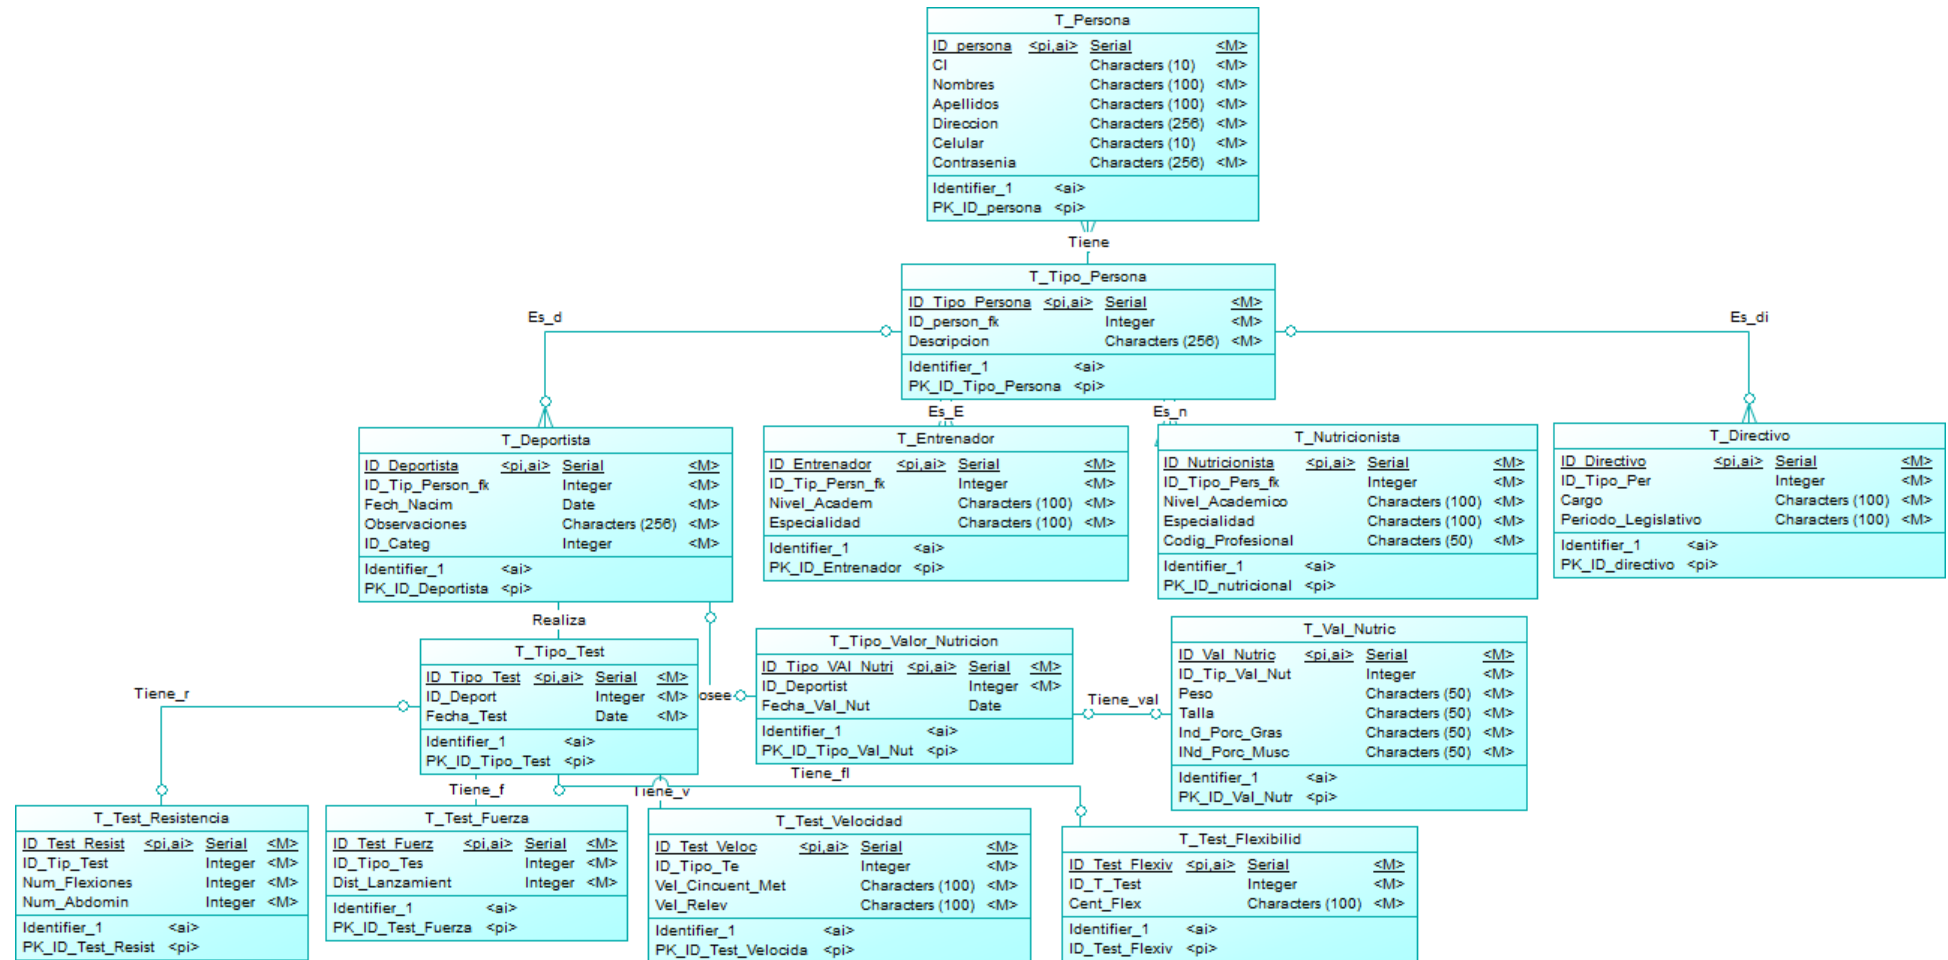 T_Persona
ID_persona <pi,ai> Serial <M>
CI Characters (10) <M>
Nombres Characters (100) <M>
Apellidos Characters (100) <M>
Direccion Characters (256) <M>
Celular Characters (10) <M>
Contrasenia Characters (256) <M>
Identifier_1 <ai>
PK_ID_persona <pi>
Tiene
T_Tipo_Persona
ID_Tipo_Persona <pi,ai> Serial <M>
ID_person_fk Integer <M>
Descripcion Characters (256) <M>
Identifier_1 <ai>
PK_ID_Tipo_Persona <pi>
Es_d
Es_di
Es_E
Es_n
T_Deportista
ID_Deportista <pi,ai> Serial <M>
ID_Tip_Person_fk Integer <M>
Fech_Nacim Date <M>
Observaciones Characters (256) <M>
ID_Categ Integer <M>
Identifier_1 <ai>
PK_ID_Deportista <pi>
T_Entrenador
ID_Entrenador <pi,ai> Serial <M>
ID_Tip_Persn_fk Integer <M>
Nivel_Academ Characters (100) <M>
Especialidad Characters (100) <M>
Identifier_1 <ai>
PK_ID_Entrenador <pi>
T_Nutricionista
ID_Nutricionista <pi,ai> Serial <M>
ID_Tipo_Pers_fk Integer <M>
Nivel_Academico Characters (100) <M>
Especialidad Characters (100) <M>
Codig_Profesional Characters (50) <M>
Identifier_1 <ai>
PK_ID_nutricional <pi>
T_Directivo
ID_Directivo <pi,ai> Serial <M>
ID_Tipo_Per Integer <M>
Cargo Characters (100) <M>
Periodo_Legislativo Characters (100) <M>
Identifier_1 <ai>
PK_ID_directivo <pi>
Realiza
T_Tipo_Test
ID_Tipo_Test <pi,ai> Serial <M>
ID_Deport Integer <M>
Fecha_Test Date <M>
Identifier_1 <ai>
PK_ID_Tipo_Test <pi>
osee
T_Tipo_Valor_Nutricion
ID_Tipo_VAl_Nutri <pi,ai> Serial <M>
ID_Deportist Integer <M>
Fecha_Val_Nut Date
Identifier_1 <ai>
PK_ID_Tipo_Val_Nut <pi>
Tiene_val
T_Val_Nutric
ID_Val_Nutric <pi,ai> Serial <M>
ID_Tip_Val_Nut Integer <M>
Peso Characters (50) <M>
Talla Characters (50) <M>
Ind_Porc_Gras Characters (50) <M>
INd_Porc_Musc Characters (50) <M>
Identifier_1 <ai>
PK_ID_Val_Nutr <pi>
Tiene_r
Tiene_f
Tiene_v
Tiene_fl
T_Test_Resistencia
ID_Test_Resist <pi,ai> Serial <M>
ID_Tip_Test Integer <M>
Num_Flexiones Integer <M>
Num_Abdomin Integer <M>
Identifier_1 <ai>
PK_ID_Test_Resist <pi>
T_Test_Fuerza
ID_Test_Fuerz <pi,ai> Serial <M>
ID_Tipo_Tes Integer <M>
Dist_Lanzamient Integer <M>
Identifier_1 <ai>
PK_ID_Test_Fuerza <pi>
T_Test_Velocidad
ID_Test_Veloc <pi,ai> Serial <M>
ID_Tipo_Te Integer <M>
Vel_Cincuent_Met Characters (100) <M>
Vel_Relev Characters (100) <M>
Identifier_1 <ai>
PK_ID_Test_Velocida <pi>
T_Test_Flexibilid
ID_Test_Flexiv <pi,ai> Serial <M>
ID_T_Test Integer <M>
Cent_Flex Characters (100) <M>
Identifier_1 <ai>
ID_Test_Flexiv <pi>